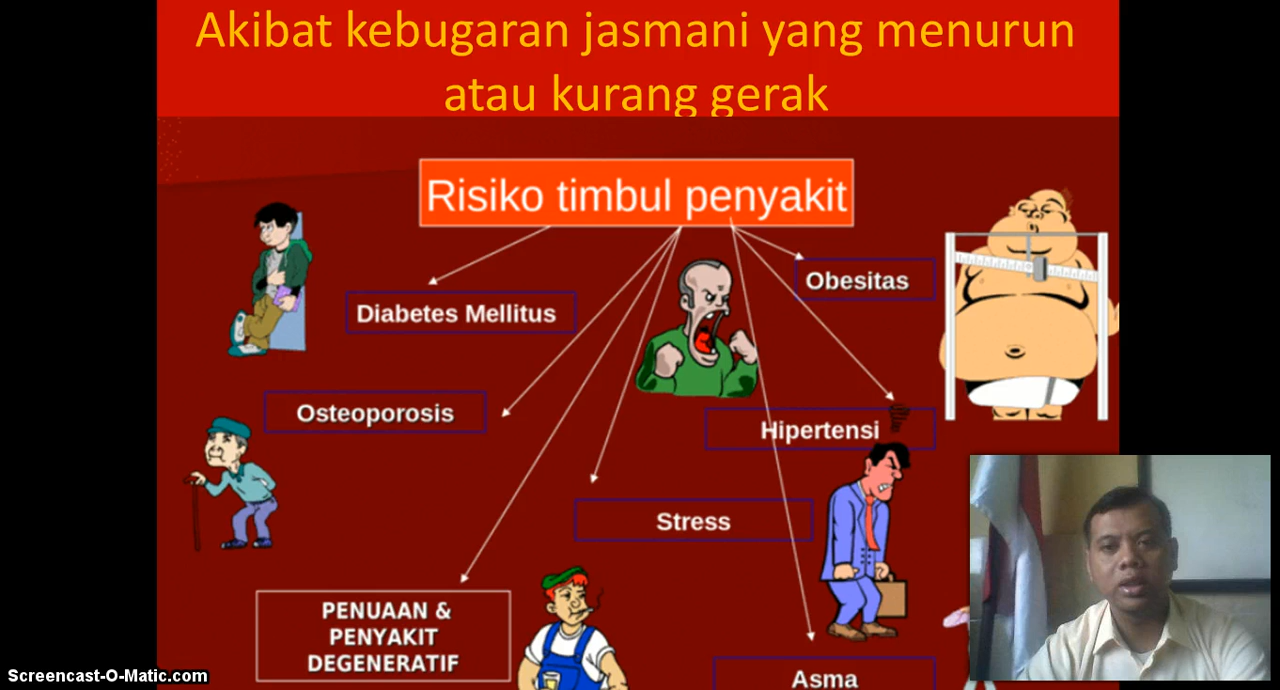 Akibat kebugaran jasmani yang menurun
atau kurang gerak
Risiko timbul penyakit
Obesitas
Diabetes Mellitus
Osteoporosis
Hipertensi
Stress
PENUAAN &
PENYAKIT
DEGENERATIF
Asma
Screencast-O-Matic.com